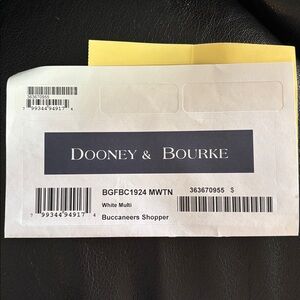 363670955
7 99344 94917 4
DOONEY & BOURKE
BGFBC1924 MWTN 363670955 $
White Multi
7 99344 94917 4
Buccaneers Shopper